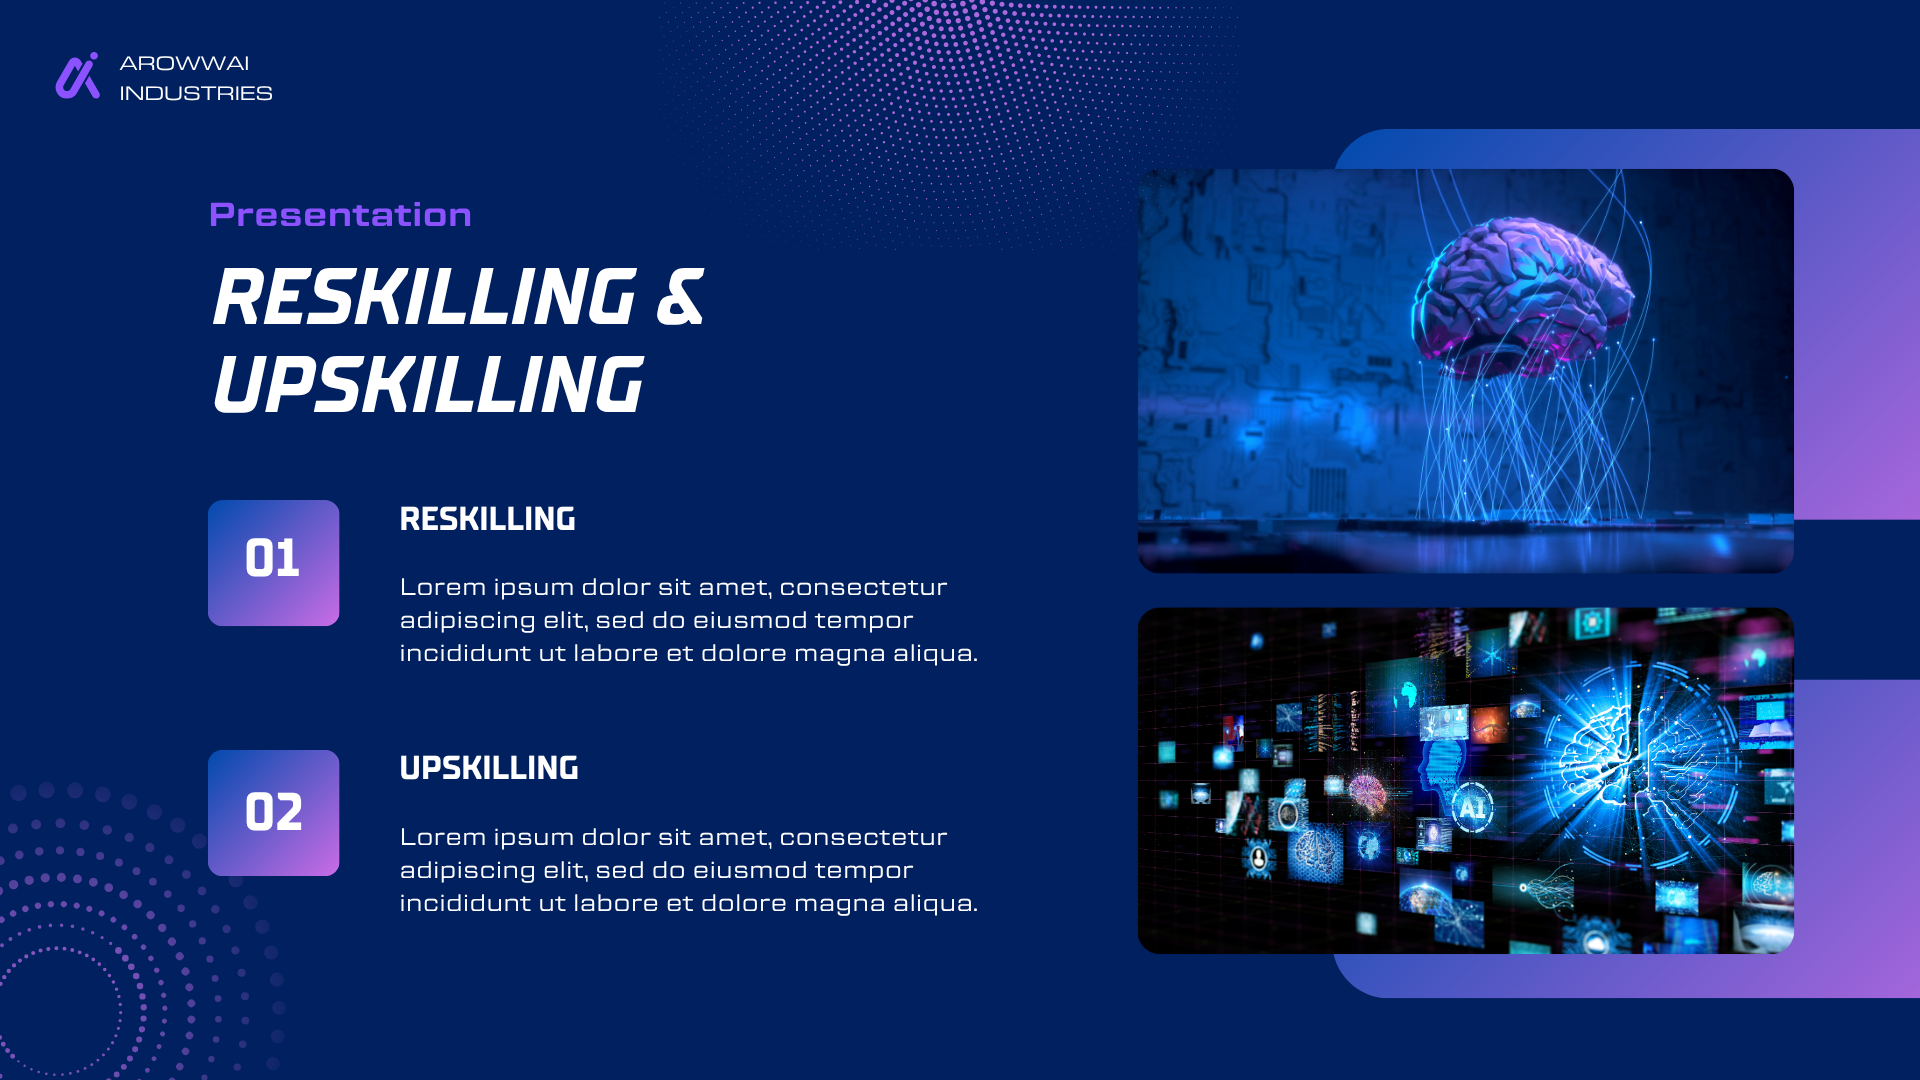 AROWWAI
INDUSTRIES
Presentation
RESKILLING &
UPSKILLING
01
RESKILLING
Lorem ipsum dolor sit amet, consectetur
adipiscing elit, sed do eiusmod tempor
incididunt ut labore et dolore magna aliqua.
02
UPSKILLING
Lorem ipsum dolor sit amet, consectetur
adipiscing elit, sed do eiusmod tempor
incididunt ut labore et dolore magna aliqua.
AI